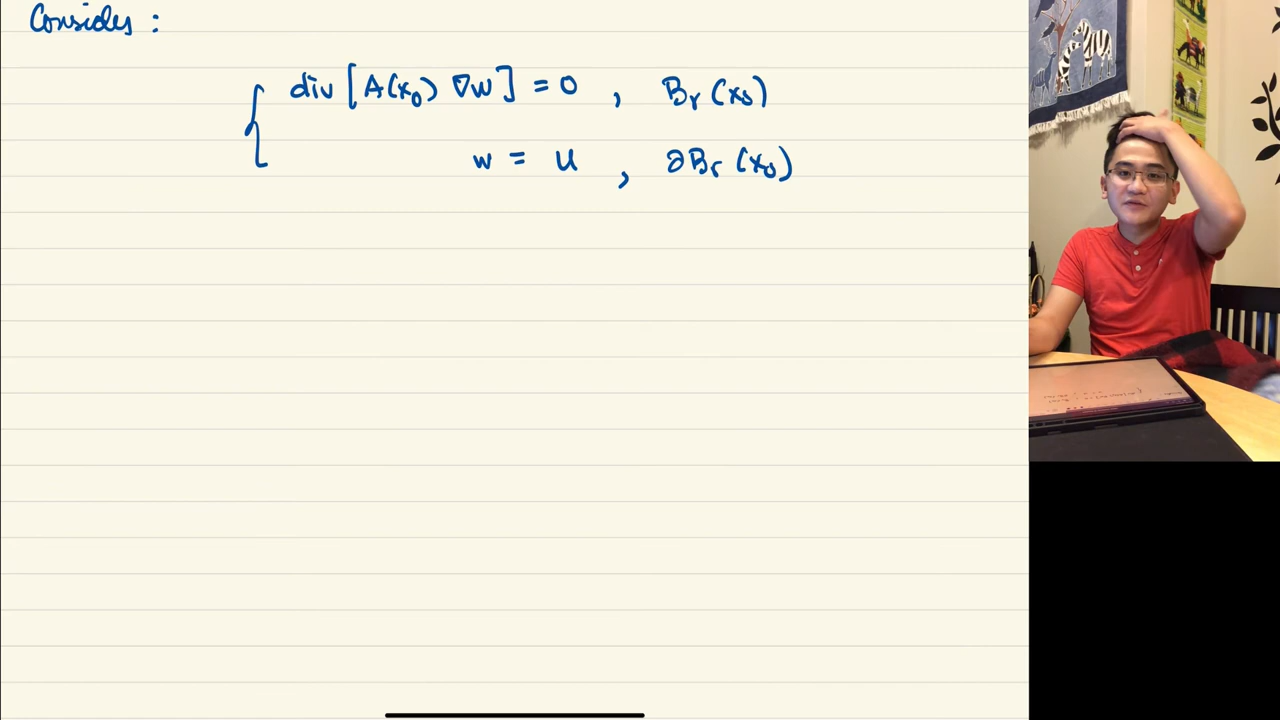 Consider :
div [ A(x₀) ∇w ] = 0 , Br (x₀)
w = u , ∂Br (x₀)